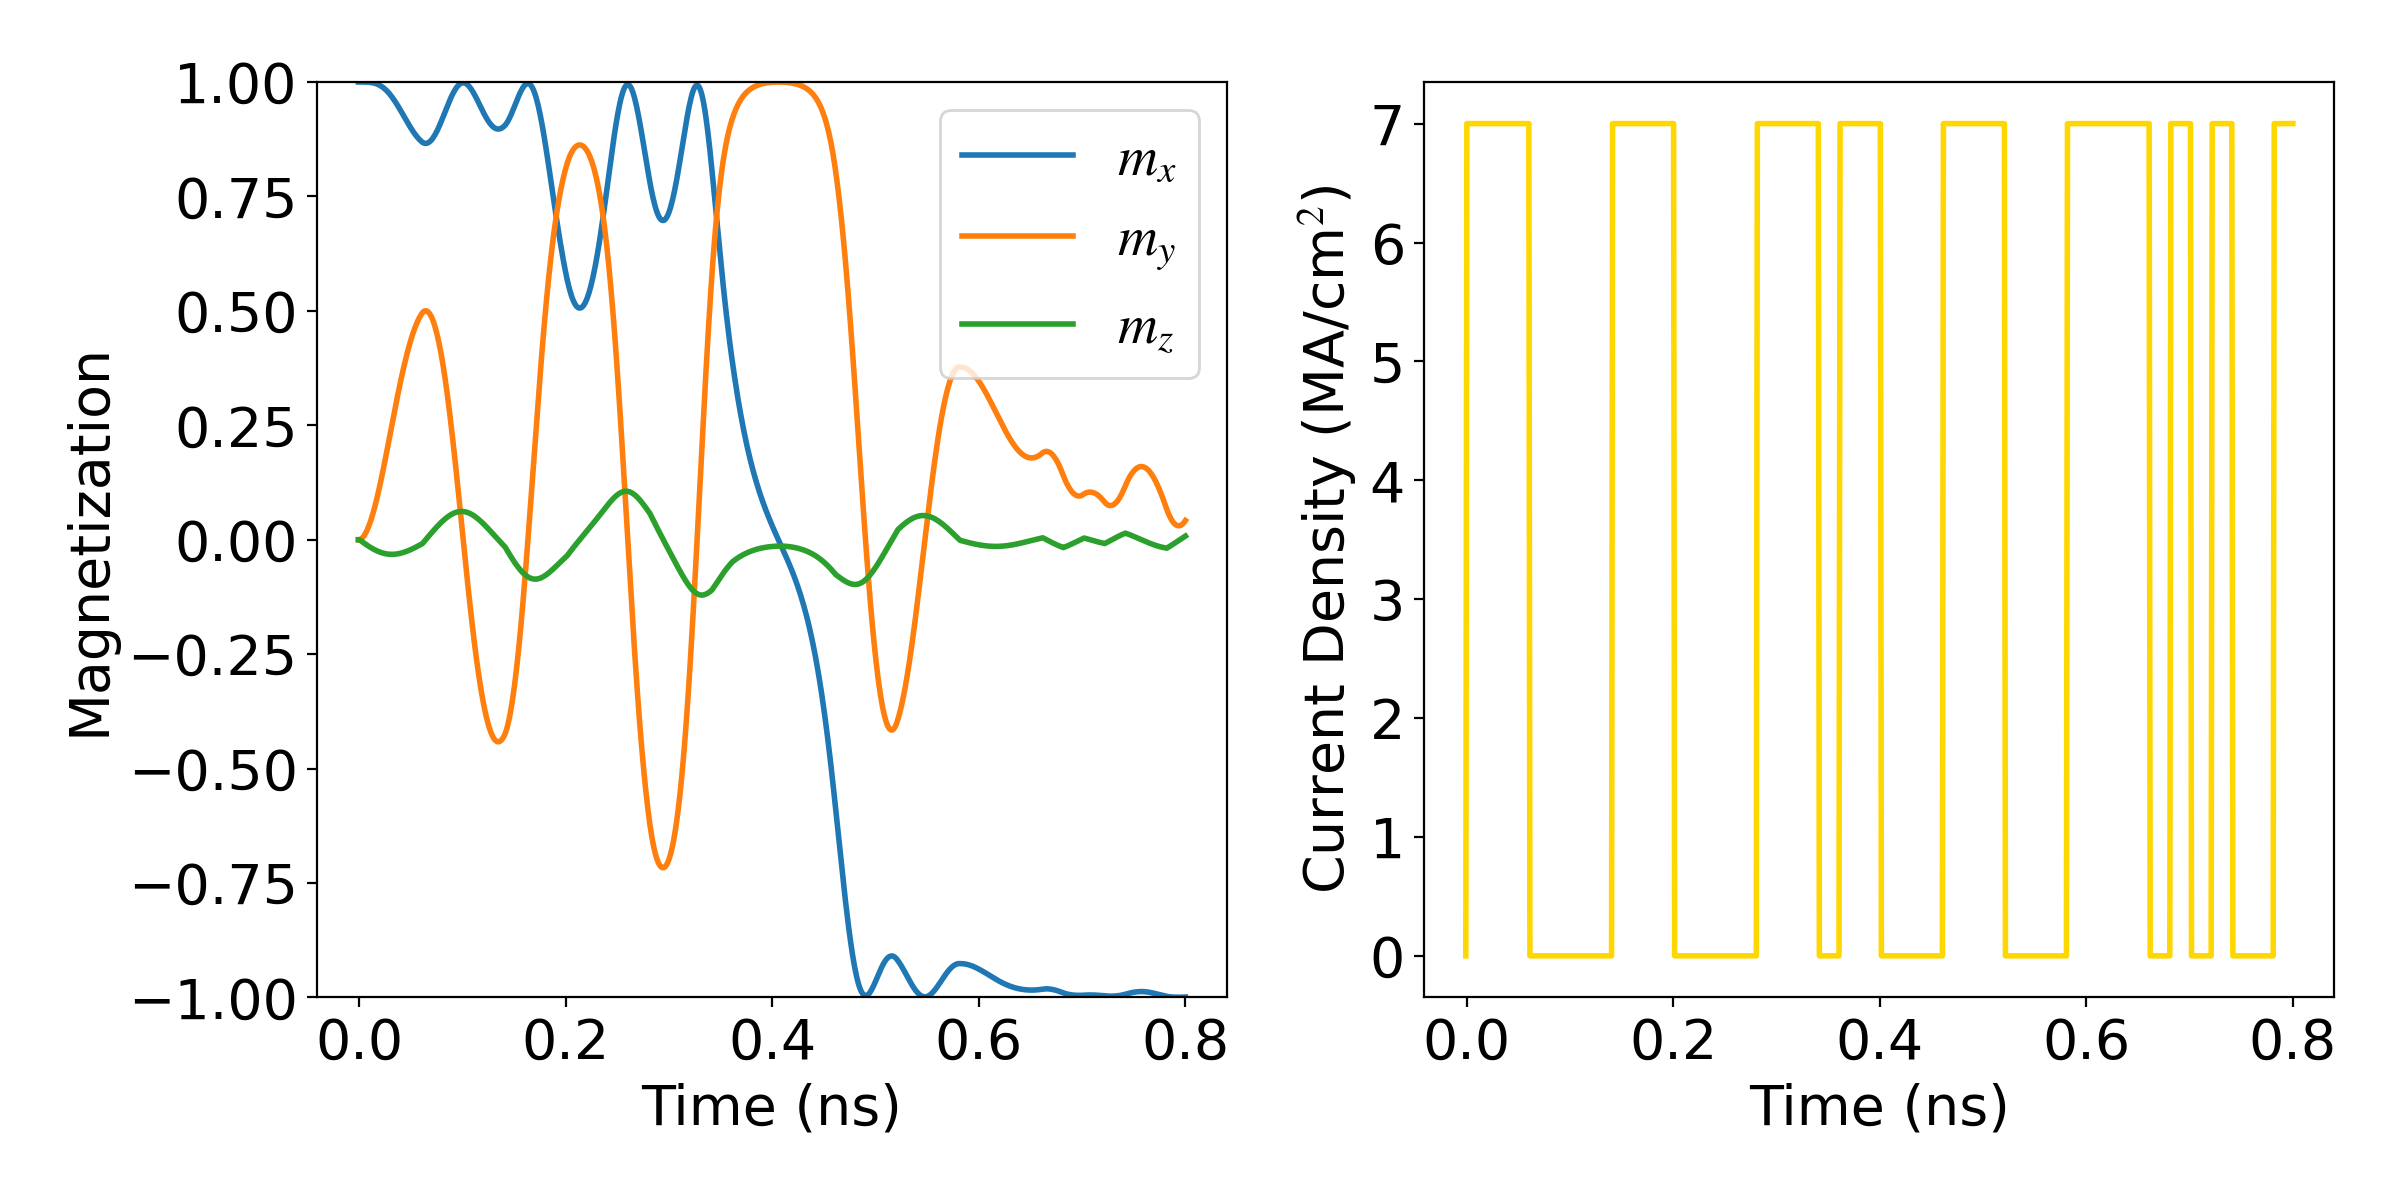 Magnetization
1.00
0.75
0.50
0.25
0.00
−0.25
−0.50
−0.75
−1.00
0.0 0.2 0.4 0.6 0.8
Time (ns)
m_x
m_y
m_z
Current Density (MA/cm²)
7
6
5
4
3
2
1
0
0.0 0.2 0.4 0.6 0.8
Time (ns)